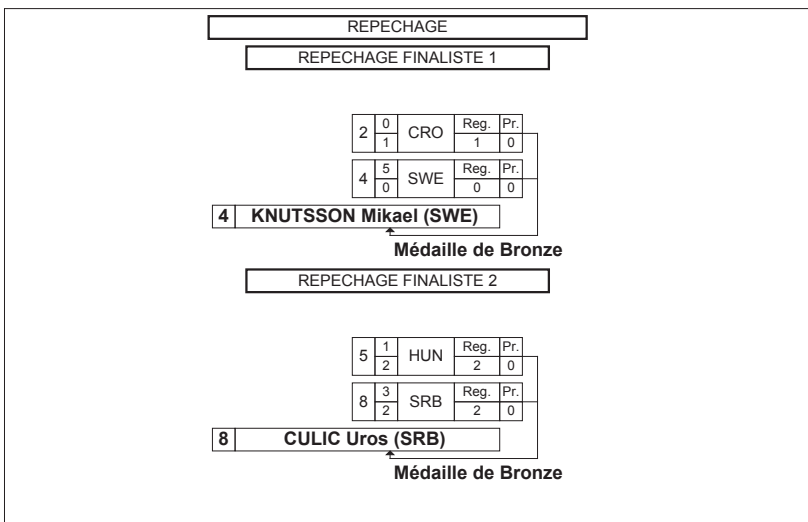 REPECHAGE
REPECHAGE FINALISTE 1
2 0 CRO Reg. Pr.
1 1 0
4 5 SWE Reg. Pr.
0 0 0
4 KNUTSSON Mikael (SWE)
Médaille de Bronze
REPECHAGE FINALISTE 2
5 1 HUN Reg. Pr.
2 2 0
8 3 SRB Reg. Pr.
2 2 0
8 CULIC Uros (SRB)
Médaille de Bronze